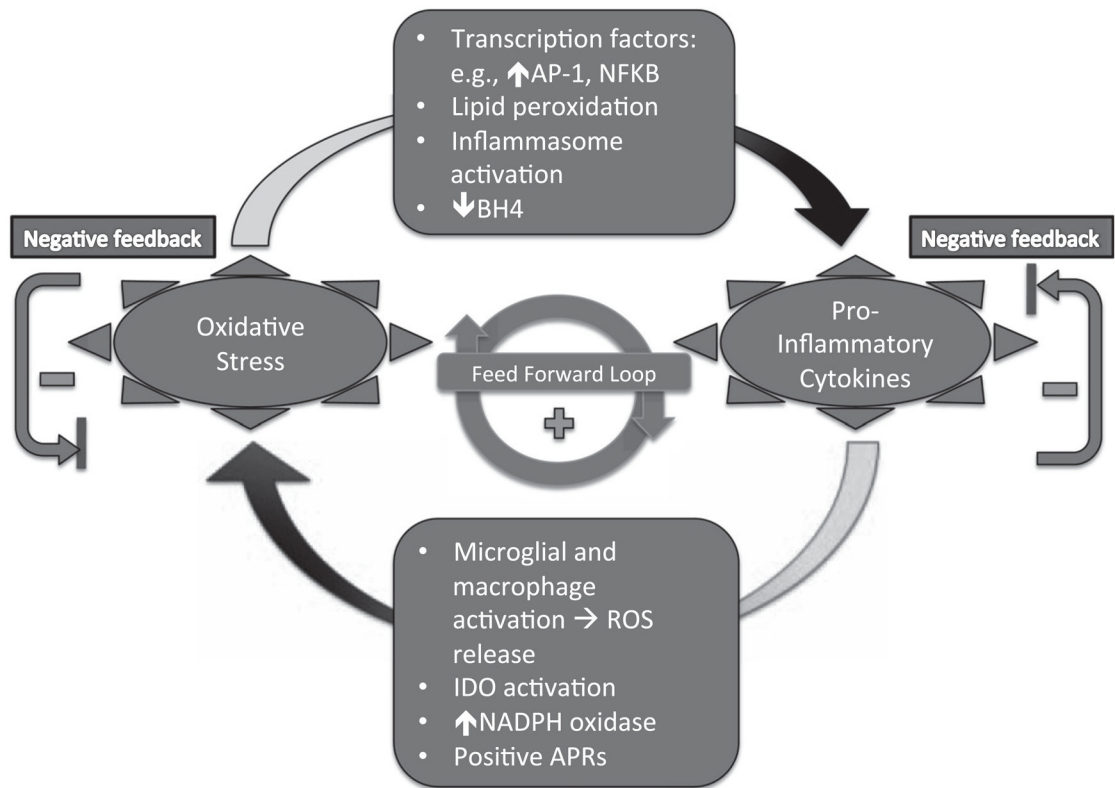 • Transcription factors:
e.g., ↑AP-1, NFKB
• Lipid peroxidation
• Inflammasome
activation
• ↓BH4
Negative feedback
Negative feedback
Oxidative
Stress
Feed Forward Loop
+
Pro-
Inflammatory
Cytokines
• Microglial and
macrophage
activation → ROS
release
• IDO activation
• ↑NADPH oxidase
• Positive APRs